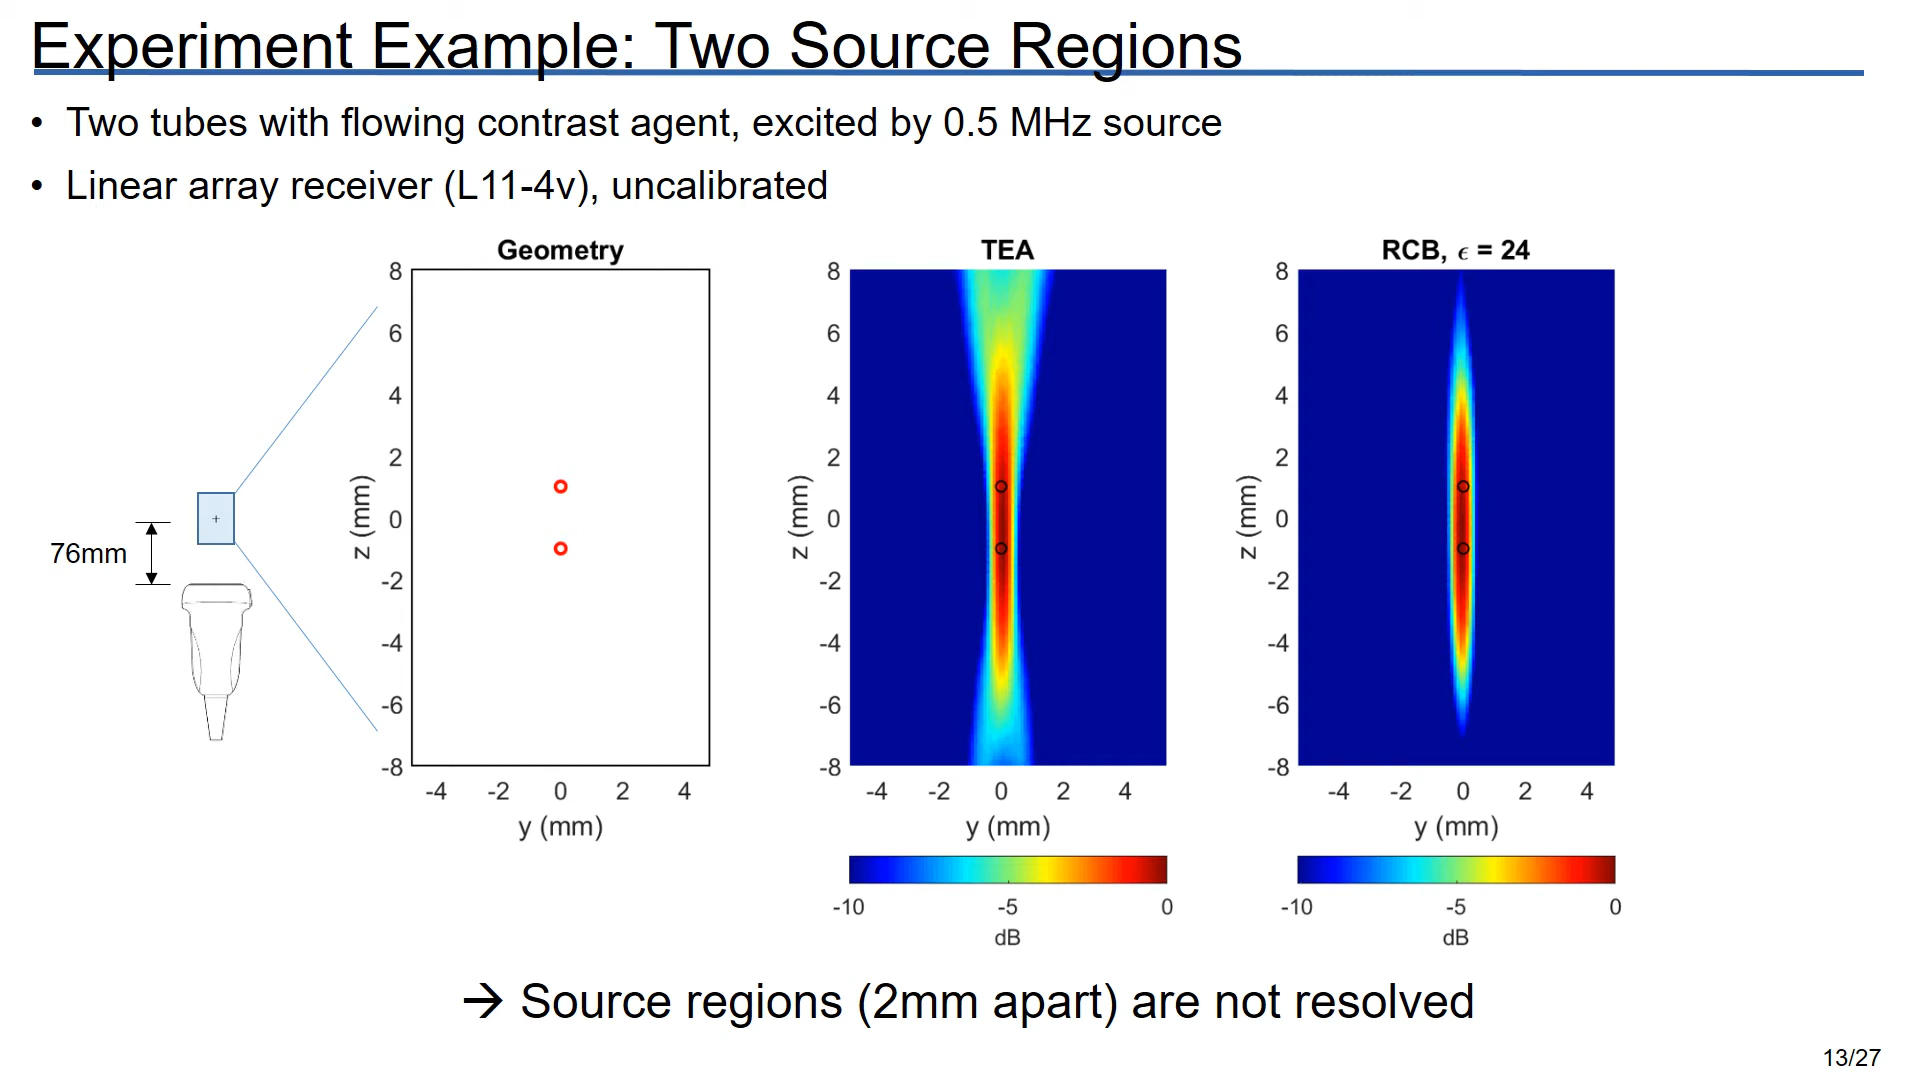 Experiment Example: Two Source Regions
• Two tubes with flowing contrast agent, excited by 0.5 MHz source
• Linear array receiver (L11-4v), uncalibrated
76mm
Geometry
8
6
4
2
0
-2
-4
-6
-8
z (mm)
-4 -2 0 2 4
y (mm)
TEA
8
6
4
2
0
-2
-4
-6
-8
z (mm)
-4 -2 0 2 4
y (mm)
-10 -5 0
dB
RCB, ϵ = 24
8
6
4
2
0
-2
-4
-6
-8
z (mm)
-4 -2 0 2 4
y (mm)
-10 -5 0
dB
→ Source regions (2mm apart) are not resolved
13/27